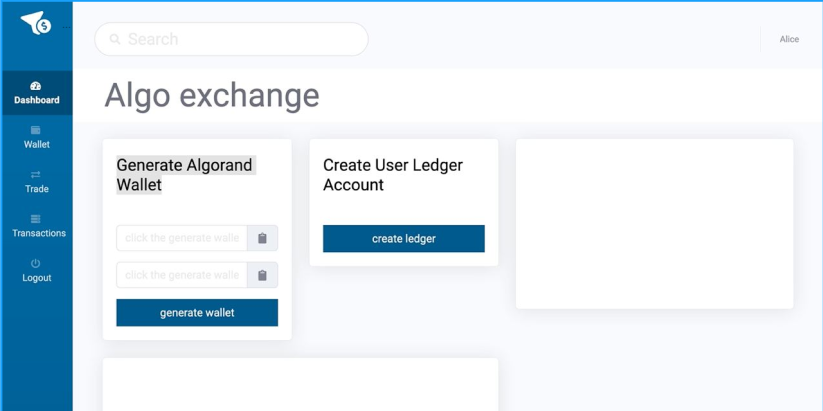 $
Search
Alice
Dashboard
Wallet
Trade
Transactions
Logout
Algo exchange
Generate Algorand
Wallet
click the generate walle
click the generate walle
generate wallet
Create User Ledger
Account
create ledger